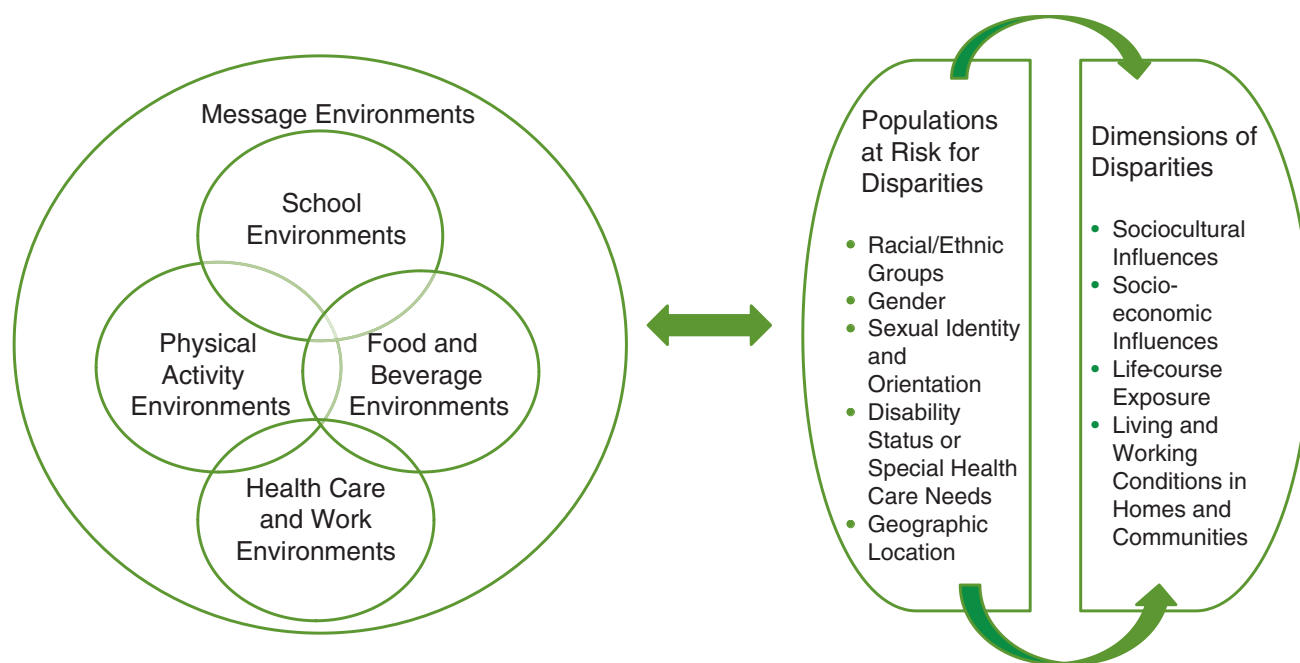 Message Environments
School
Environments
Physical
Activity
Environments
Food and
Beverage
Environments
Health Care
and Work
Environments
Populations
at Risk for
Disparities
• Racial/Ethnic
Groups
• Gender
• Sexual Identity
and
Orientation
• Disability
Status or
Special Health
Care Needs
• Geographic
Location
Dimensions of
Disparities
• Sociocultural
Influences
• Socio-
economic
Influences
• Life-course
Exposure
• Living and
Working
Conditions in
Homes and
Communities